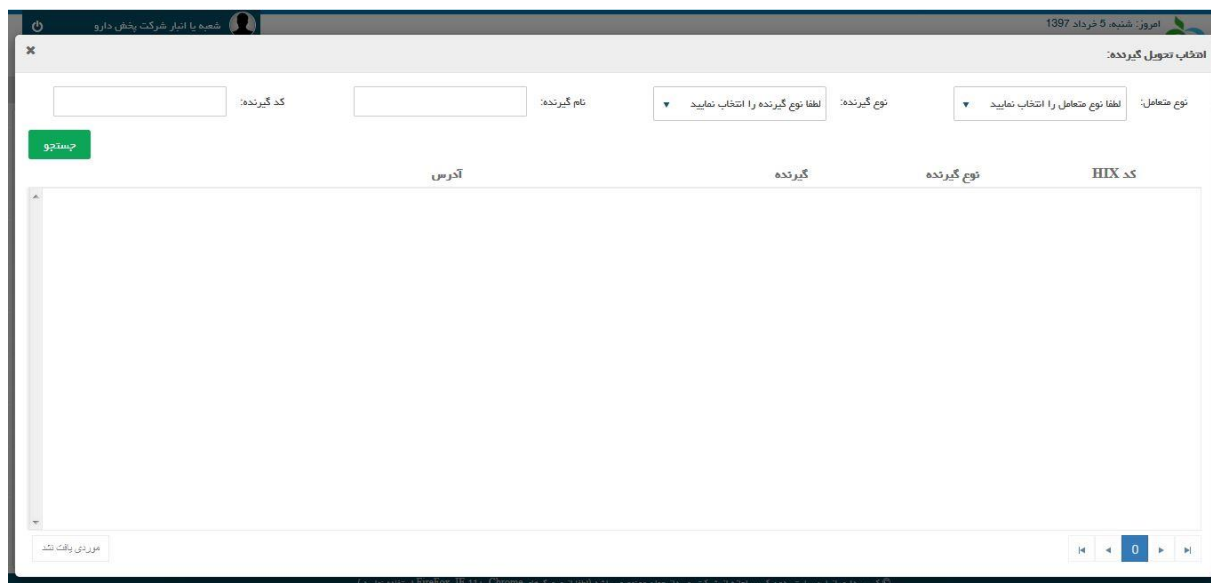 امروز: شنبه، 5 خرداد 1397
شعبه یا انبار شرکت پخش دارو
انتخاب تحویل گیرنده:
×
نوع متعامل: لطفا نوع متعامل را انتخاب نمایید نوع گیرنده: لطفا نوع گیرنده را انتخاب نمایید نام گیرنده: کد گیرنده:
جستجو
کد HIX نوع گیرنده گیرنده آدرس
0
موردی یافت نشد